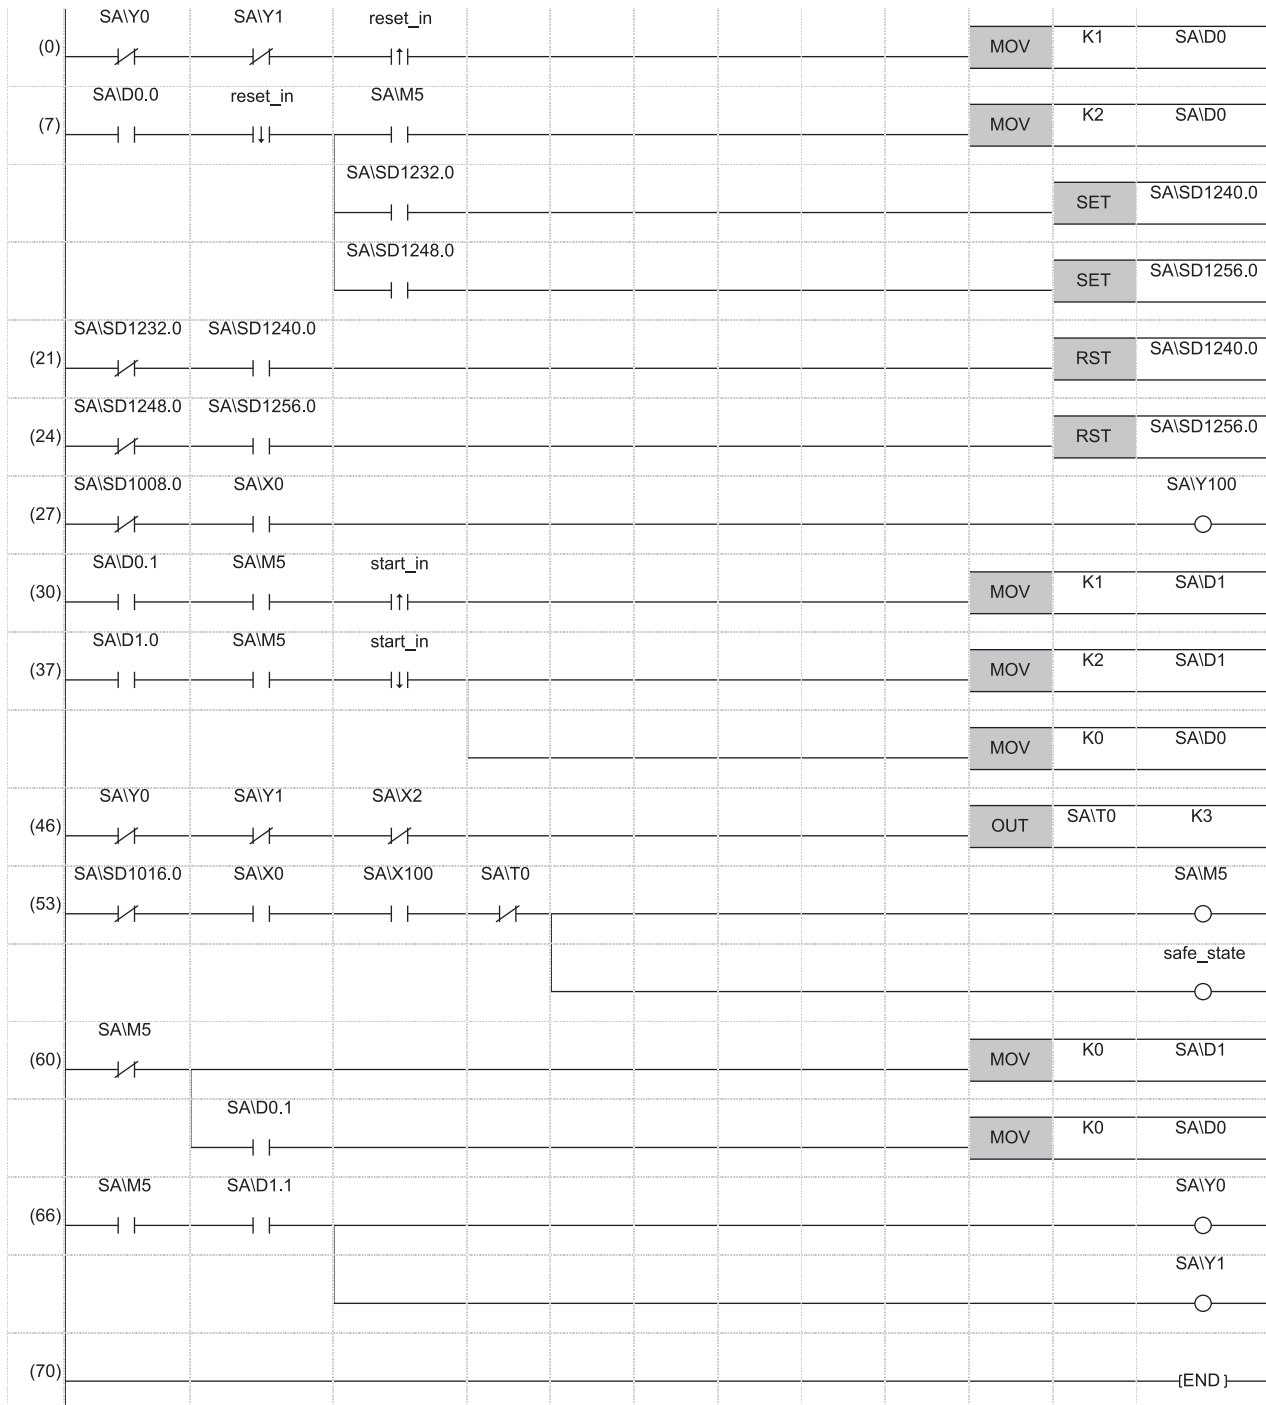 SA\Y0 SA\Y1 reset_in
(0) MOV K1 SA\D0
SA\D0.0 reset_in SA\M5
(7) MOV K2 SA\D0
SA\SD1232.0
SET SA\SD1240.0
SA\SD1248.0
SET SA\SD1256.0
SA\SD1232.0 SA\SD1240.0
(21) RST SA\SD1240.0
SA\SD1248.0 SA\SD1256.0
(24) RST SA\SD1256.0
SA\SD1008.0 SA\X0 SA\Y100
(27)
SA\D0.1 SA\M5 start_in
(30) MOV K1 SA\D1
SA\D1.0 SA\M5 start_in
(37) MOV K2 SA\D1
MOV K0 SA\D0
SA\Y0 SA\Y1 SA\X2
(46) OUT SA\T0 K3
SA\SD1016.0 SA\X0 SA\X100 SA\T0 SA\M5
(53)
safe_state
SA\M5
(60) MOV K0 SA\D1
SA\D0.1
MOV K0 SA\D0
SA\M5 SA\D1.1 SA\Y0
(66)
SA\Y1
(70) [END]